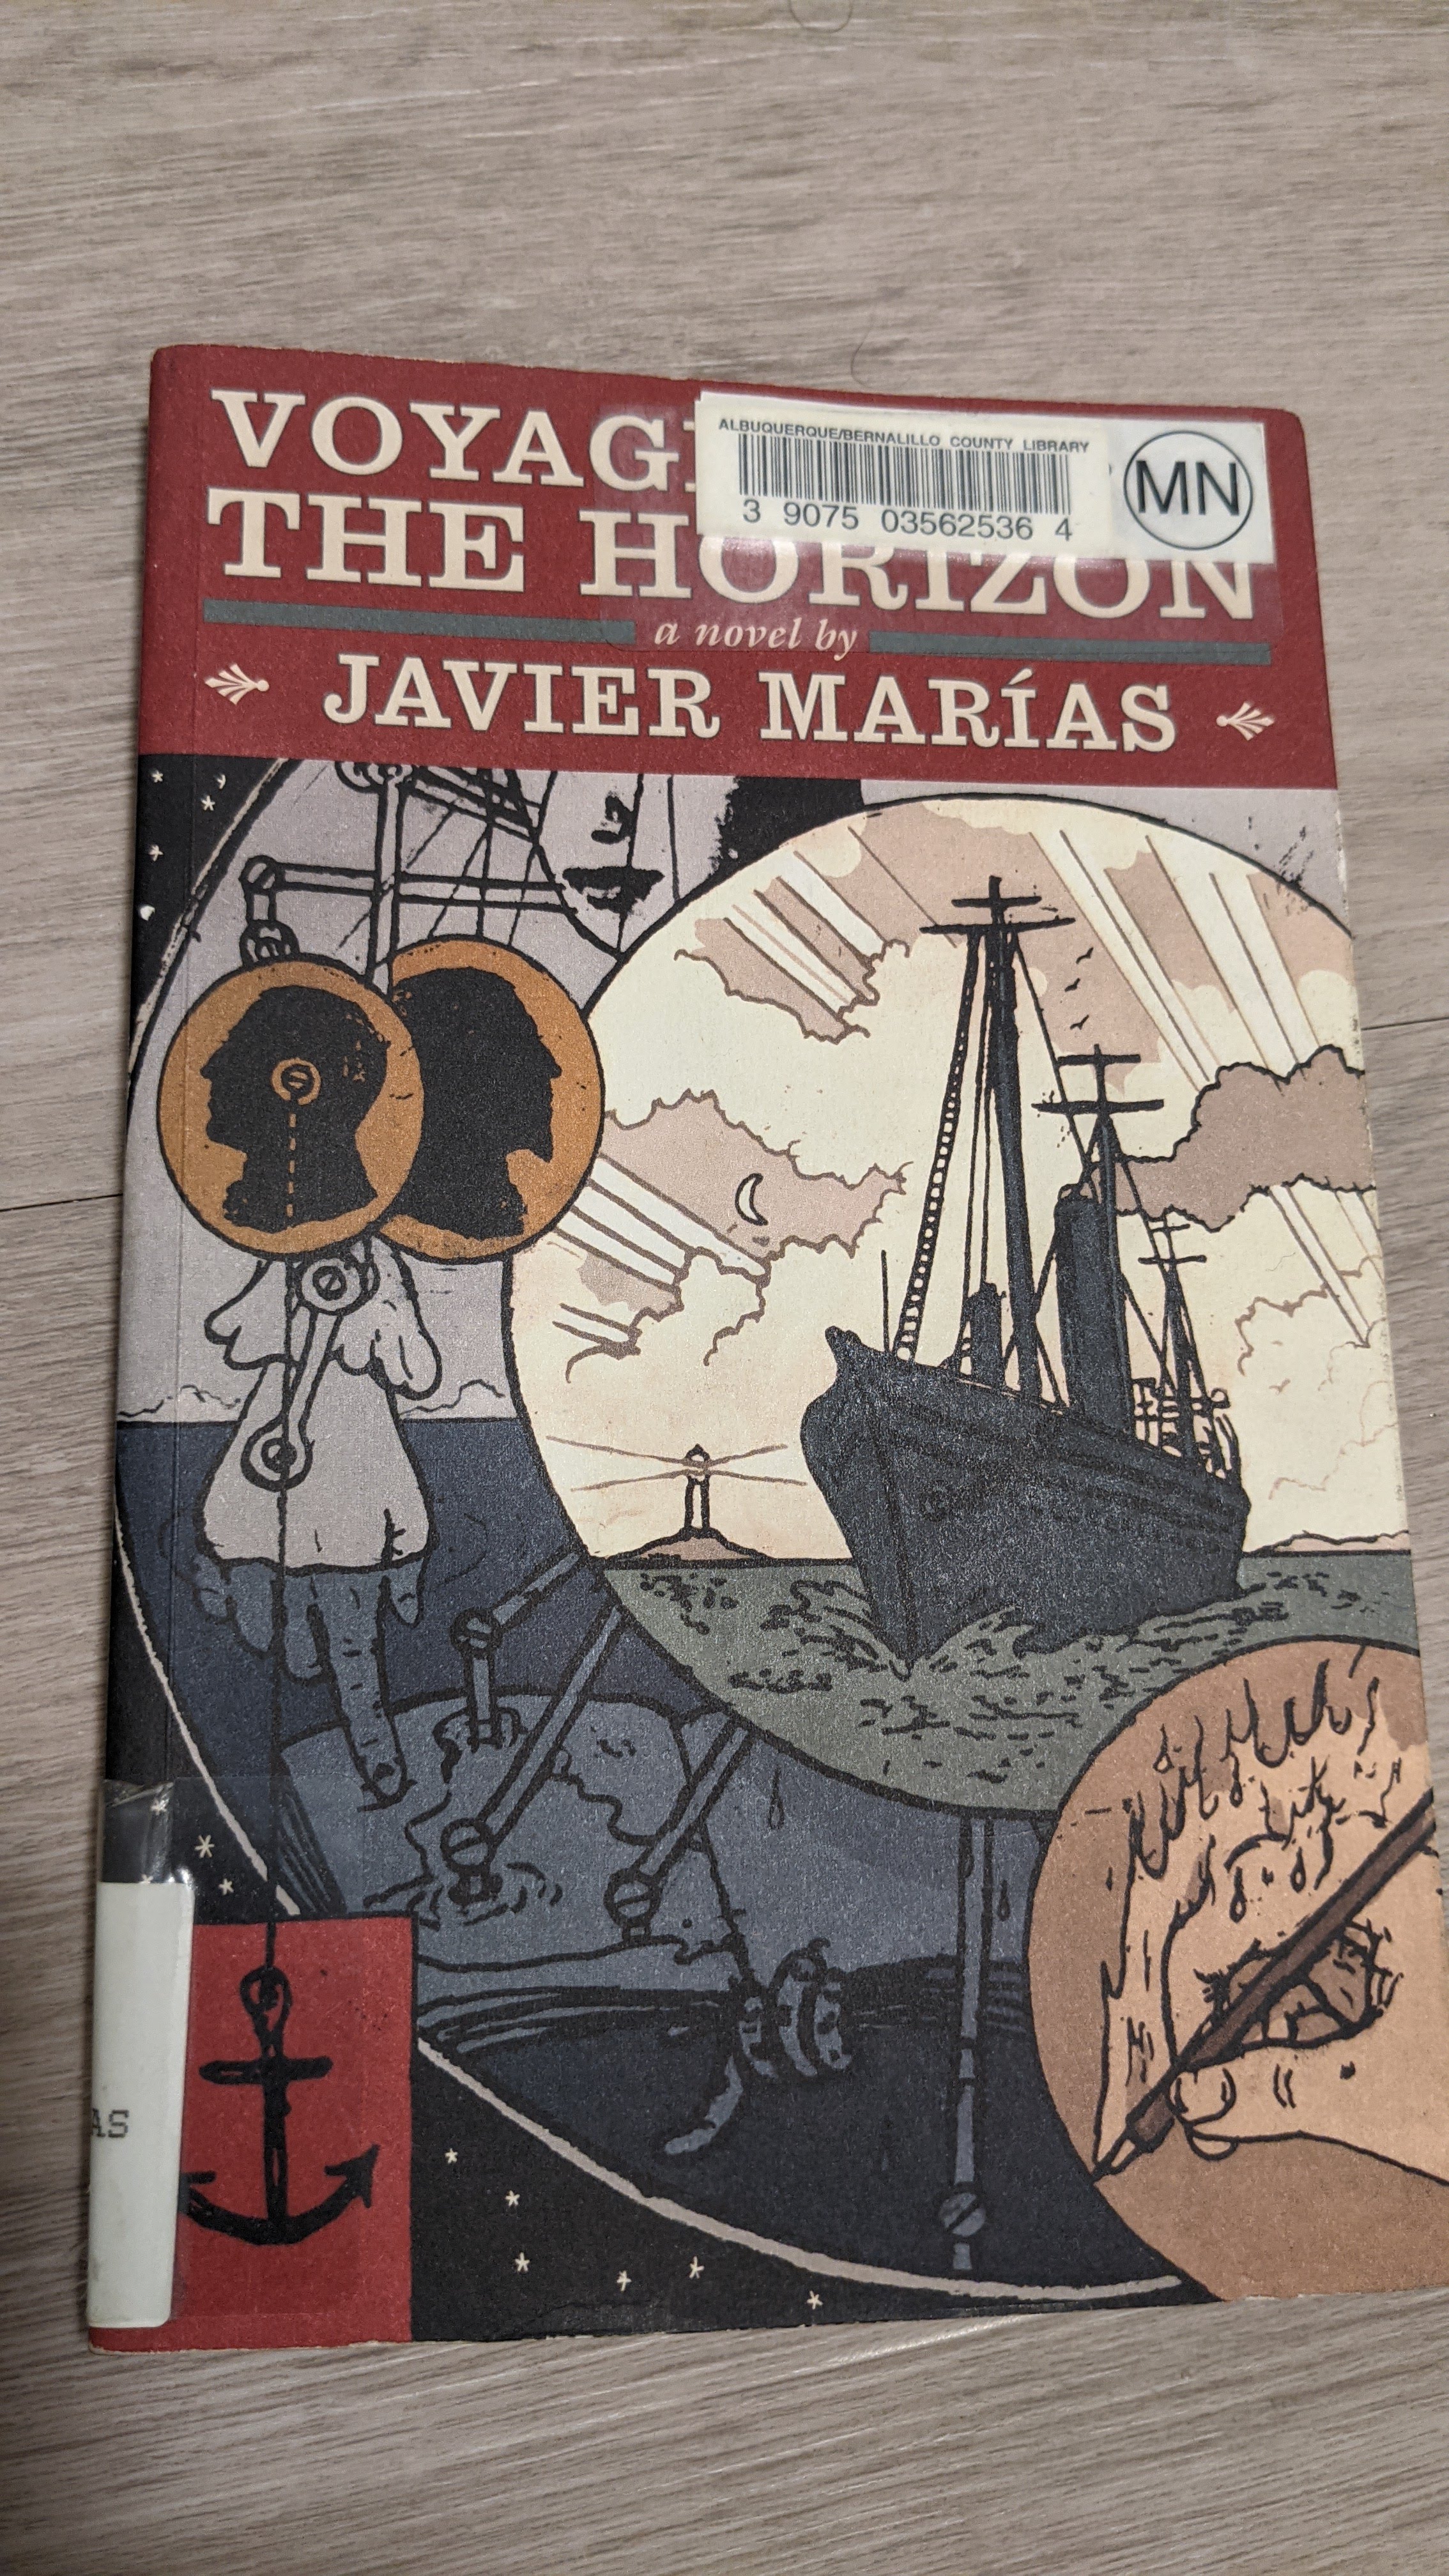 VOYAG
ALBUQUERQUE/BERNALILLO COUNTY LIBRARY
3 9075 03562536 4
MN
THE HORIZON
a novel by
JAVIER MARÍAS
AS